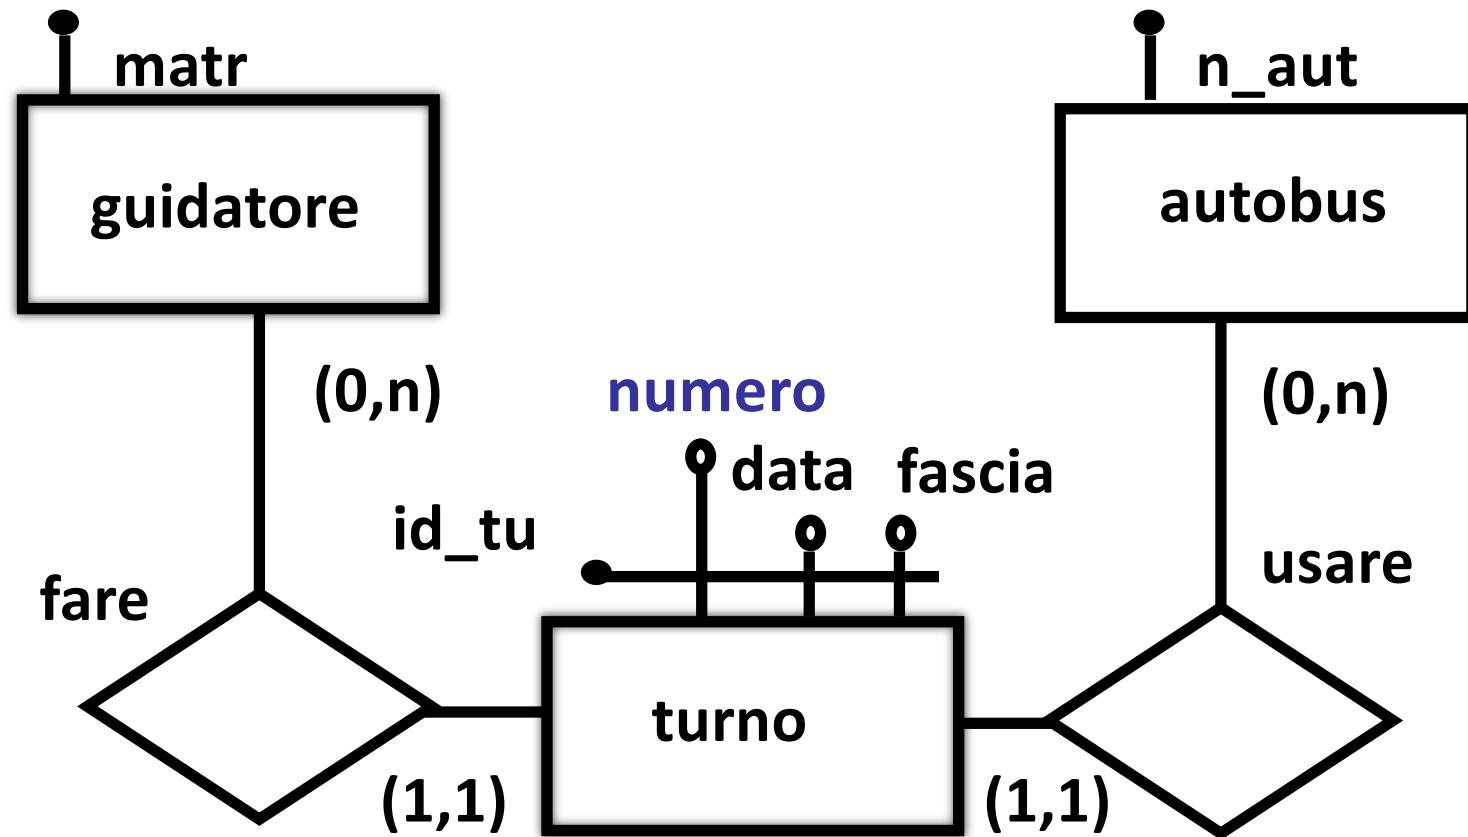 matr
n_aut
guidatore
autobus
(0,n)
numero
(0,n)
data
fascia
id_tu
usare
fare
turno
(1,1)
(1,1)